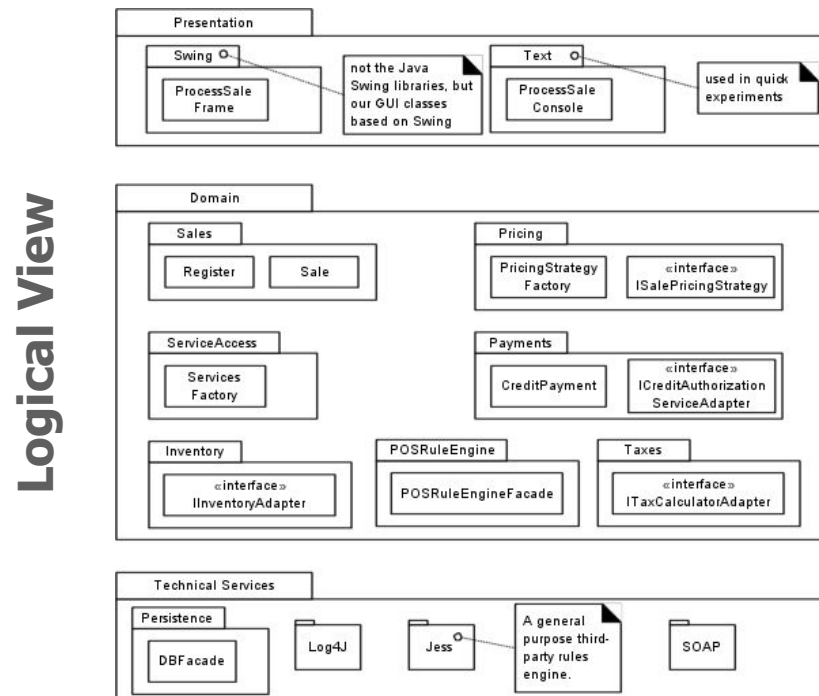 Logical View
Presentation
Swing
ProcessSale
Frame
not the Java
Swing libraries, but
our GUI classes
based on Swing
Text
ProcessSale
Console
used in quick
experiments
Domain
Sales
Register
Sale
Pricing
PricingStrategy
Factory
«interface»
ISalePricingStrategy
ServiceAccess
Services
Factory
Payments
CreditPayment
«interface»
ICreditAuthorization
ServiceAdapter
Inventory
«interface»
IInventoryAdapter
POSRuleEngine
POSRuleEngineFacade
Taxes
«interface»
ITaxCalculatorAdapter
Technical Services
Persistence
DBFacade
Log4J
Jess
A general
purpose third-
party rules
engine.
SOAP